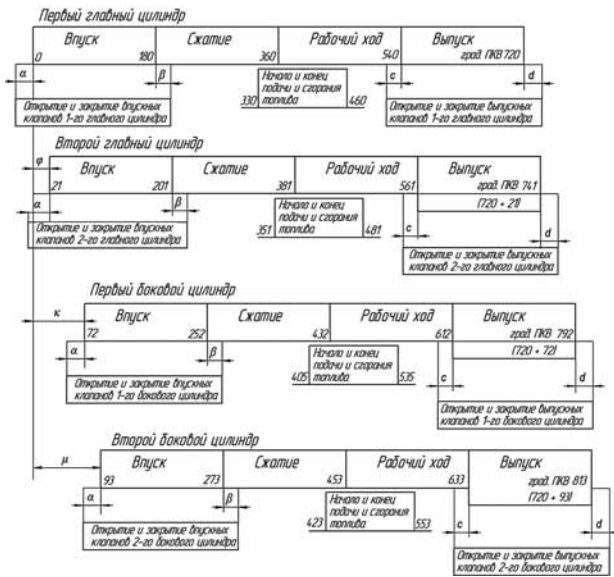 Первый главный цилиндр
Впуск Сжатие Рабочий ход Выпуск
0 180 360 540 град. ПКВ 720
α β Начало и конец подачи и сгорания топлива c d
330 460
Открытие и закрытие впускных
клапанов 1-го главного цилиндра
Открытие и закрытие выпускных
клапанов 1-го главного цилиндра
Второй главный цилиндр
φ
Впуск Сжатие Рабочий ход Выпуск
21 201 381 561 град. ПКВ 741
(720 + 21)
α β Начало и конец подачи и сгорания топлива c d
351 481
Открытие и закрытие впускных
клапанов 2-го главного цилиндра
Открытие и закрытие выпускных
клапанов 2-го главного цилиндра
Первый боковой цилиндр
κ
Впуск Сжатие Рабочий ход Выпуск
72 252 432 612 град. ПКВ 792
(720 + 72)
α β Начало и конец подачи и сгорания топлива c d
405 535
Открытие и закрытие впускных
клапанов 1-го бокового цилиндра
Открытие и закрытие выпускных
клапанов 1-го бокового цилиндра
Второй боковой цилиндр
μ
Впуск Сжатие Рабочий ход Выпуск
93 273 453 633 град. ПКВ 813
(720 + 93)
α β Начало и конец подачи и сгорания топлива c d
423 553
Открытие и закрытие впускных
клапанов 2-го бокового цилиндра
Открытие и закрытие выпускных
клапанов 2-го бокового цилиндра